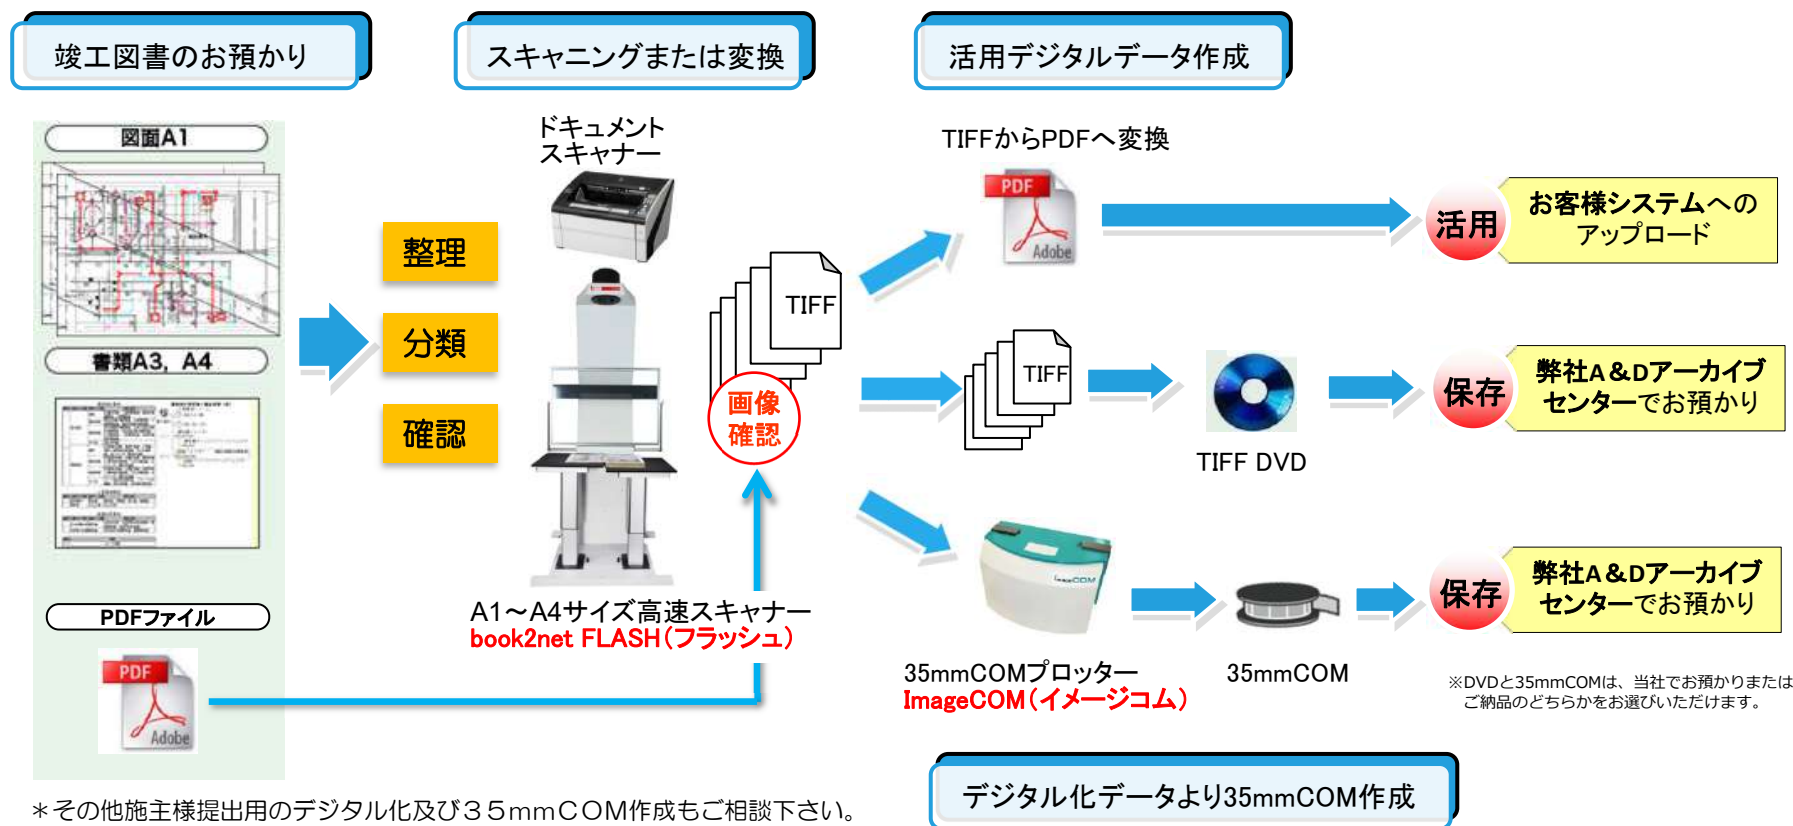 竣工図書のお預かり
スキャニングまたは変換
活用デジタルデータ作成
図面A1
書類A3, A4
PDFファイル
PDF
Adobe
整理
分類
確認
ドキュメント
スキャナー
A1～A4サイズ高速スキャナー
book2net FLASH（フラッシュ）
TIFF
画像
確認
TIFFからPDFへ変換
PDF
Adobe
活用
お客様システムへの
アップロード
TIFF
TIFF DVD
保存
弊社A＆Dアーカイブ
センターでお預かり
ImageCOM
35mmCOMプロッター
ImageCOM（イメージコム）
35mmCOM
保存
弊社A＆Dアーカイブ
センターでお預かり
※DVDと35mmCOMは、当社でお預かりまたは
ご納品のどちらかをお選びいただけます。
デジタル化データより35mmCOM作成
＊その他施主様提出用のデジタル化及び３５mmＣＯＭ作成もご相談下さい。